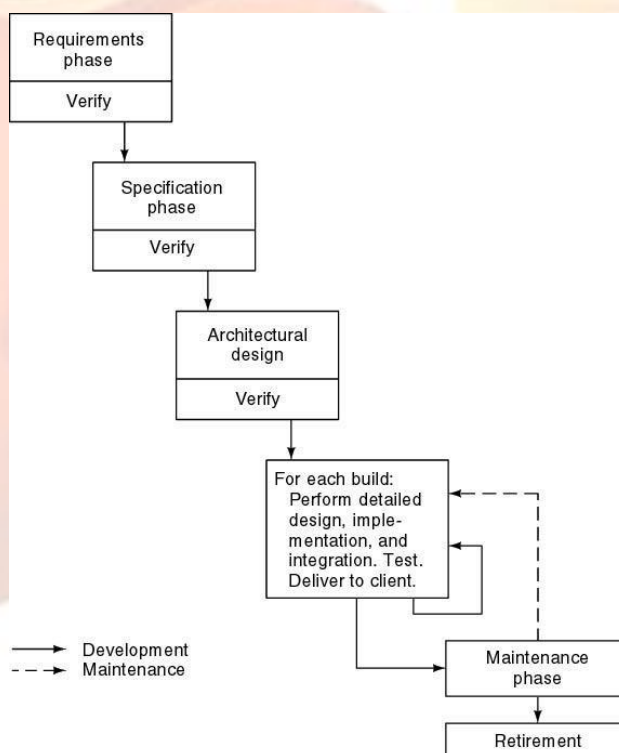 Requirements
phase
Verify
Specification
phase
Verify
Architectural
design
Verify
For each build:
Perform detailed
design, imple-
mentation, and
integration. Test.
Deliver to client.
Development
Maintenance
Maintenance
phase
Retirement